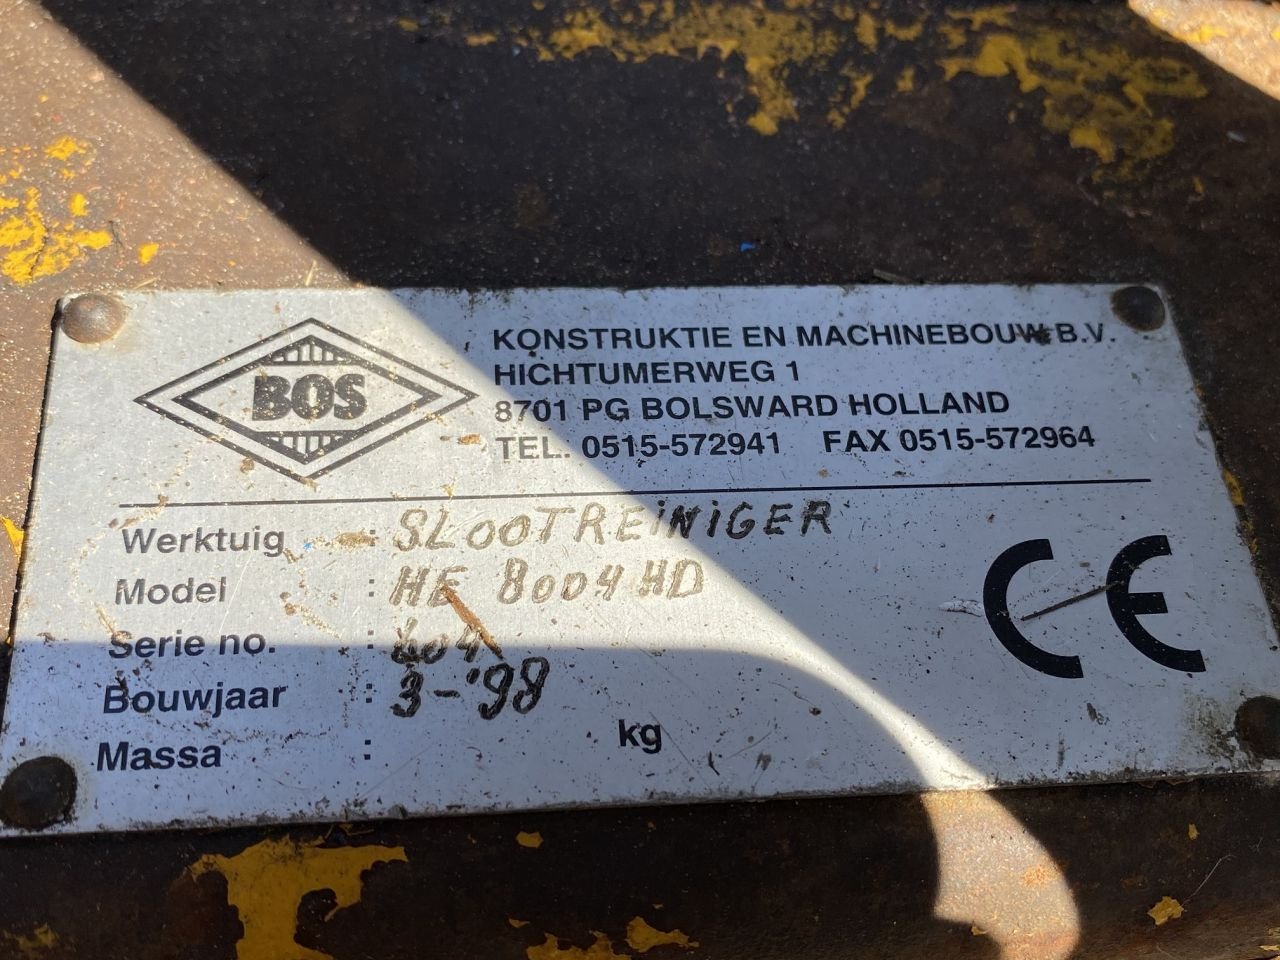 BOS
KONSTRUKTIE EN MACHINEBOUW B.V.
HICHTUMERWEG 1
8701 PG BOLSWARD HOLLAND
TEL. 0515-572941 FAX 0515-572964
Werktuig : SLOOTREINIGER
Model : HE 8004 HD
Serie no. :
Bouwjaar : 3-'98
Massa : kg
CE